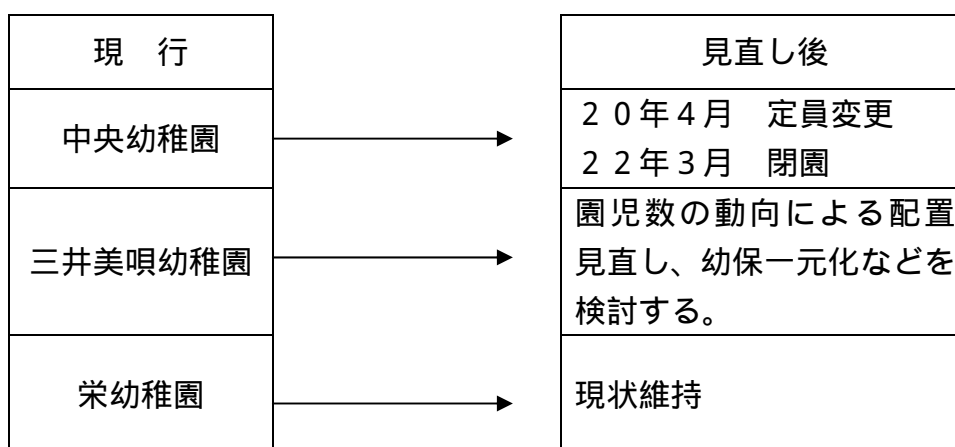 現　行
見直し後
中央幼稚園
２０年４月　定員変更
２２年３月　閉園
三井美唄幼稚園
園児数の動向による配置
見直し、幼保一元化などを
検討する。
栄幼稚園
現状維持